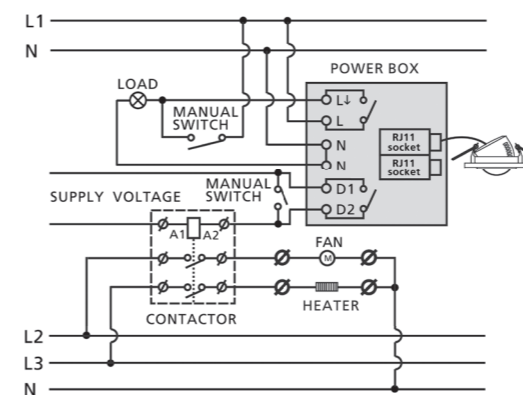 L1
N
POWER BOX
LOAD
L↓
MANUAL
SWITCH
L
RJ11
socket
N
RJ11
socket
N
MANUAL
SWITCH
D1
SUPPLY VOLTAGE
D2
A1 A2
FAN
M
HEATER
CONTACTOR
L2
L3
N